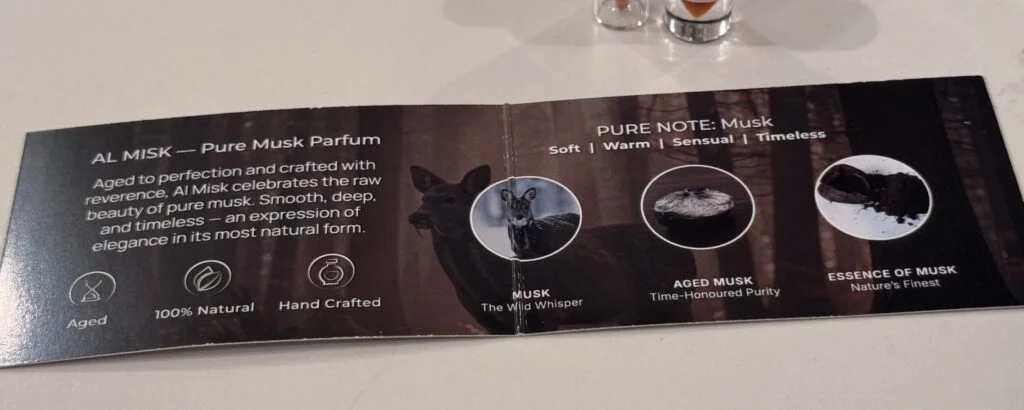 AL MISK — Pure Musk Parfum
Aged to perfection and crafted with
reverence, Al Misk celebrates the raw
beauty of pure musk. Smooth, deep,
and timeless — an expression of
elegance in its most natural form.
Aged
100% Natural
Hand Crafted
PURE NOTE: Musk
Soft | Warm | Sensual | Timeless
MUSK
The Wild Whisper
AGED MUSK
Time-Honoured Purity
ESSENCE OF MUSK
Nature's Finest